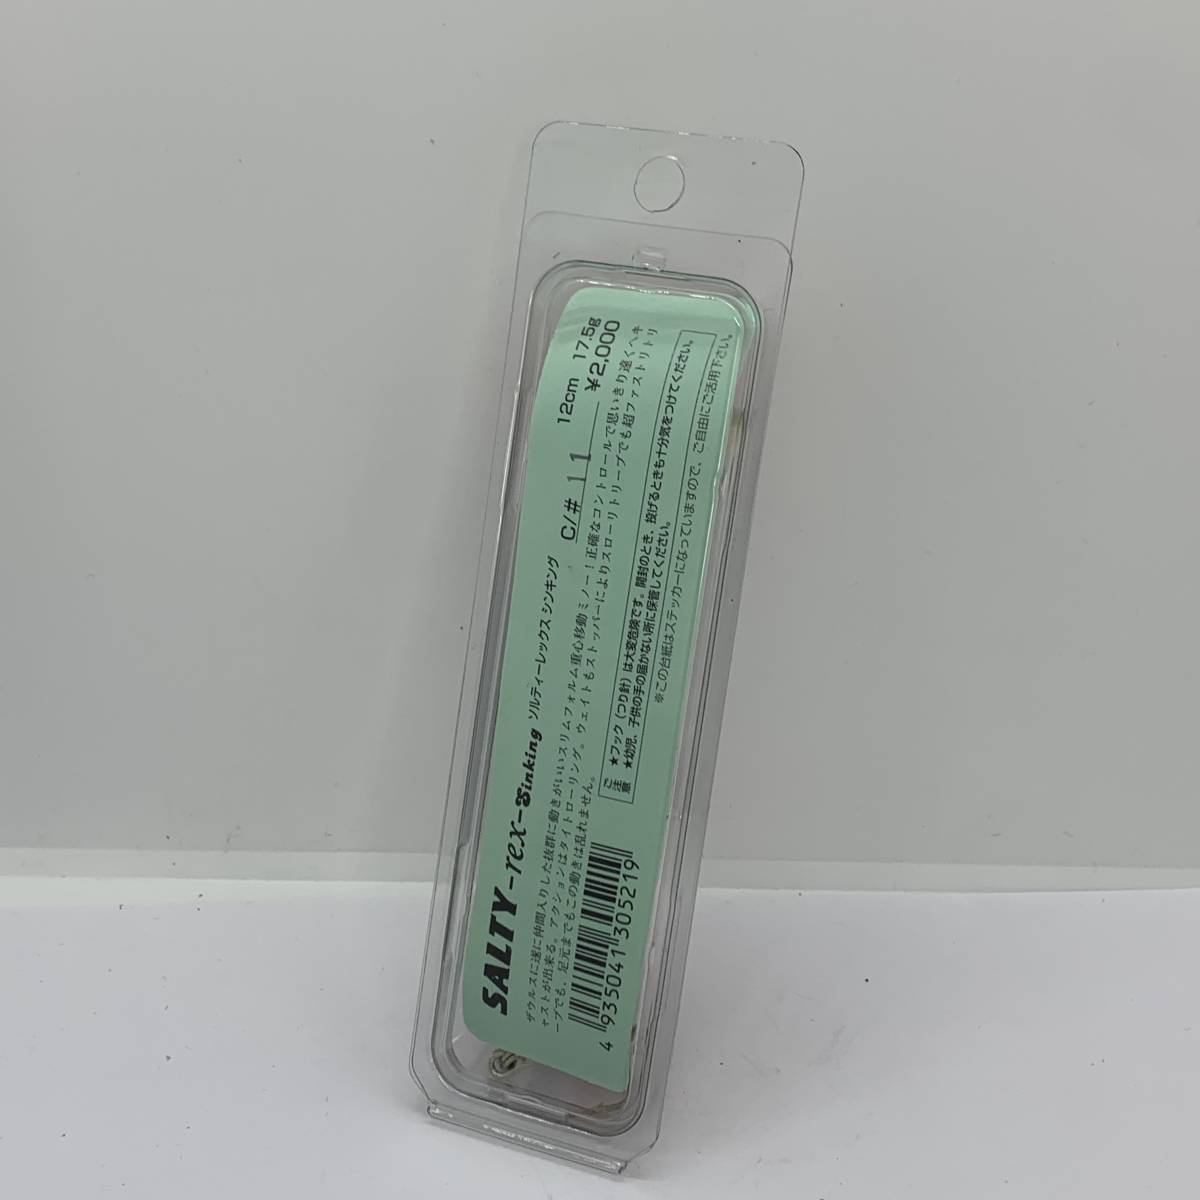 SALTY-rex-Sinking ソルティーレックス シンキング
C/# 11
12cm 17.5g
¥2,000
ザウルスに遂に仲間入りした抜群に動きがいいスリムフォルム重心移動ミノー！正確なコントロールで思いきり遠くへキ
ャストが出来る。アクションはタイトローリング。ウェイトもストッパーによりスローリトリーブでも超ファストリトリ
ーブでも、足元までもこの動きは乱れません。
ご注意
★フック（つり針）は大変危険です。開封のとき、投げるときも十分気をつけてください。
★幼児、子供の手の届かない所に保管してください。
※この台紙はステッカーになっていますので、ご自由にご活用下さい。
4 935041 305219